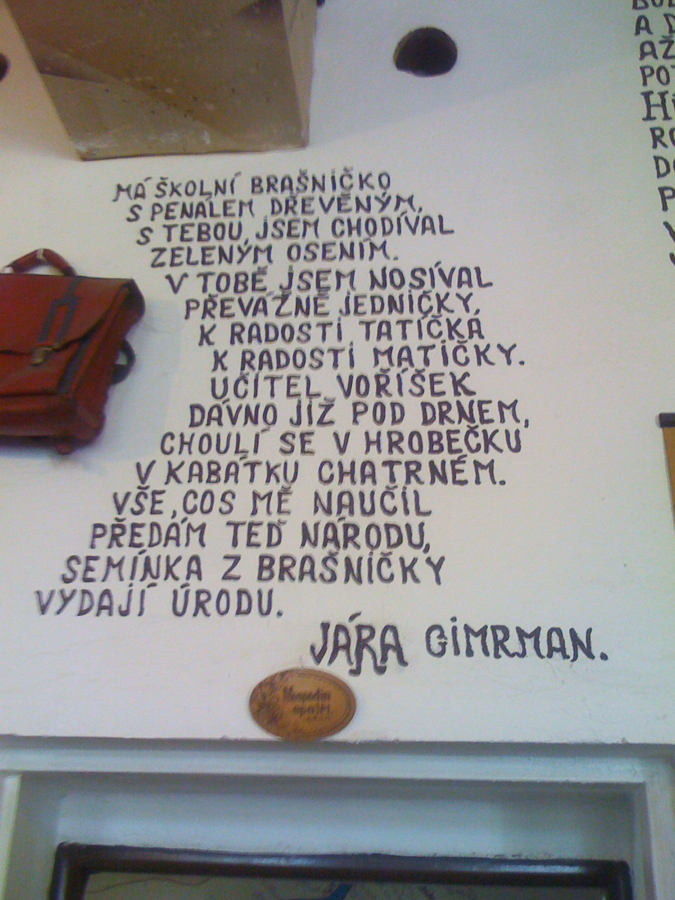 MÁ ŠKOLNÍ BRAŠNIČKO
S PENÁLEM DŘEVĚNÝM,
S TEBOU, JSEM CHODÍVAL
ZELENÝM OSENÍM.
V TOBĚ JSEM NOSÍVAL
PŘEVÁŽNĚ JEDNIČKY,
K RADOSTI TATÍČKA
K RADOSTI MATIČKY.
UČITEL VOŘÍŠEK
DÁVNO JIŽ POD DRNEM,
CHOULÍ SE V HROBEČKU
V KABÁTKU CHATRNÉM.
VŠE, COS MĚ NAUČIL
PŘEDÁM TEĎ NÁRODU,
SEMÍNKA Z BRAŠNIČKY
VYDAJÍ ÚRODU.
JÁRA CIMRMAN.